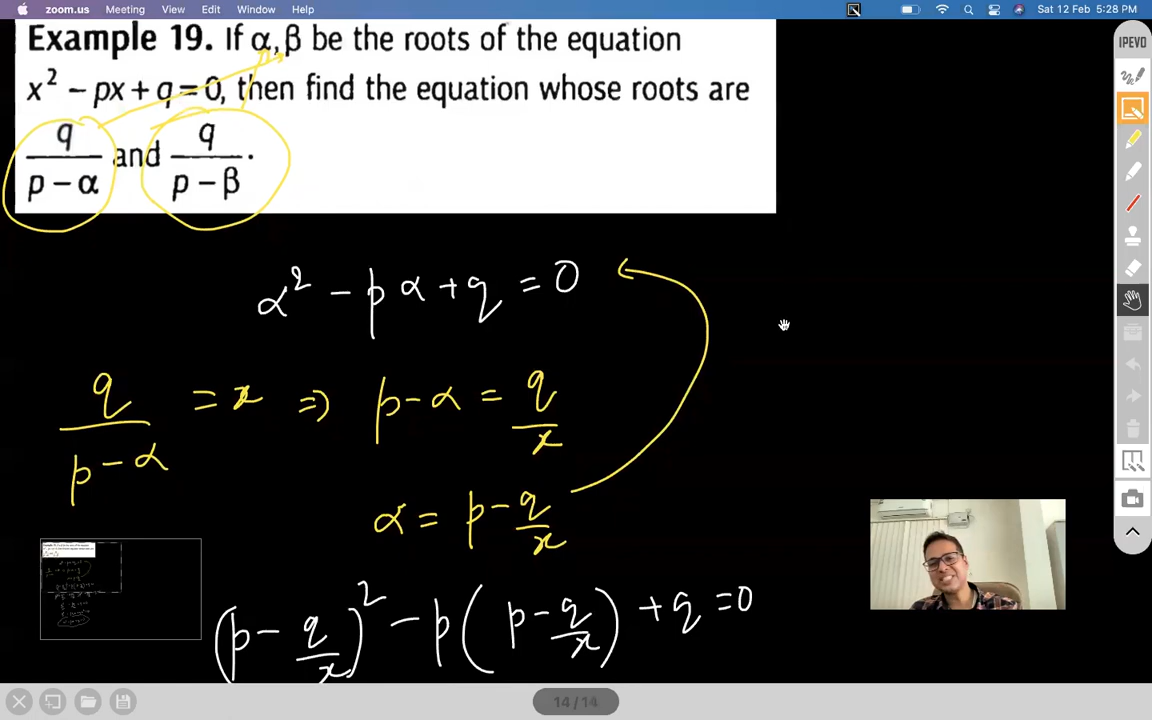 zoom.us Meeting View Edit Window Help Sat 12 Feb 5:28 PM
IPEVO
Example 19. If α, β be the roots of the equation
x² − px + q = 0, then find the equation whose roots are
q/(p − α) and q/(p − β).
α² − pα + q = 0
q/(p − α) = x ⇒ p − α = q/x
α = p − q/x
(p − q/x)² − p(p − q/x) + q = 0
14 / 14